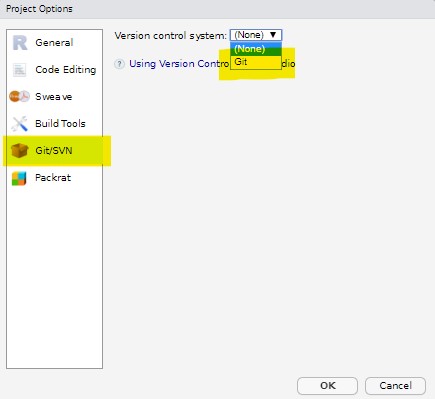 Project Options
R General
Code Editing
Sweave
Build Tools
Git/SVN
Packrat
Version control system: (None) ▼
(None)
Git
? Using Version Contro dio
OK
Cancel